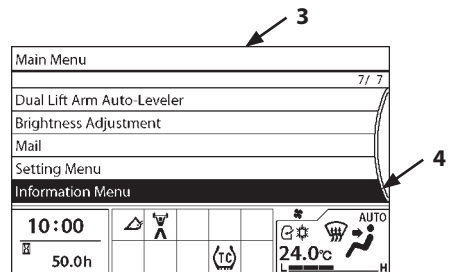 3
Main Menu
7/ 7
Dual Lift Arm Auto-Leveler
Brightness Adjustment
Mail
Setting Menu
Information Menu
4
10:00
AUTO
TC
24.0℃
50.0h
L H